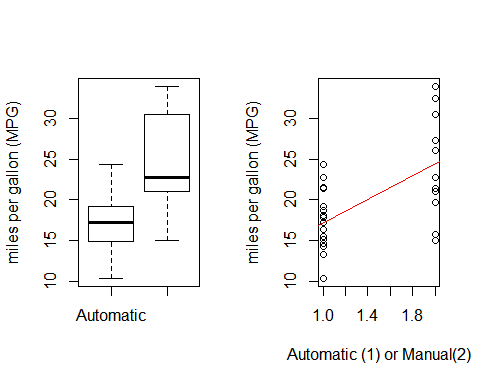 miles per gallon (MPG)
10 15 20 25 30
Automatic
miles per gallon (MPG)
10 15 20 25 30
1.0 1.4 1.8
Automatic (1) or Manual(2)